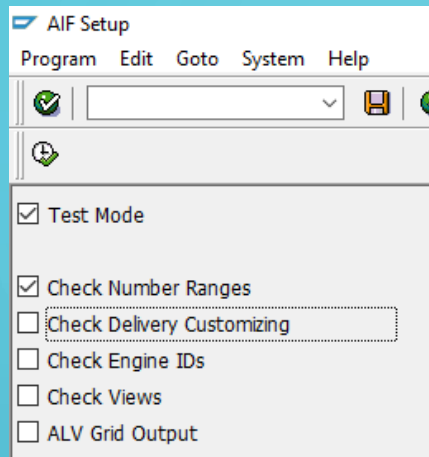 AIF Setup
Program Edit Goto System Help
Test Mode
Check Number Ranges
Check Delivery Customizing
Check Engine IDs
Check Views
ALV Grid Output